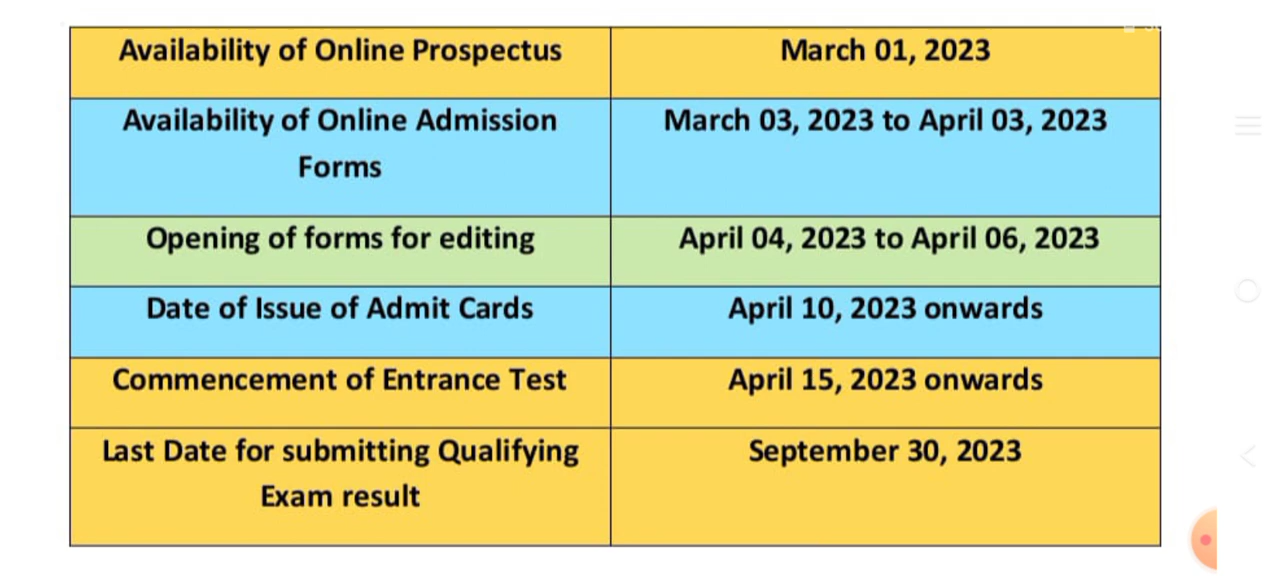 Availability of Online Prospectus
March 01, 2023
Availability of Online Admission
Forms
March 03, 2023 to April 03, 2023
Opening of forms for editing
April 04, 2023 to April 06, 2023
Date of Issue of Admit Cards
April 10, 2023 onwards
Commencement of Entrance Test
April 15, 2023 onwards
Last Date for submitting Qualifying
Exam result
September 30, 2023